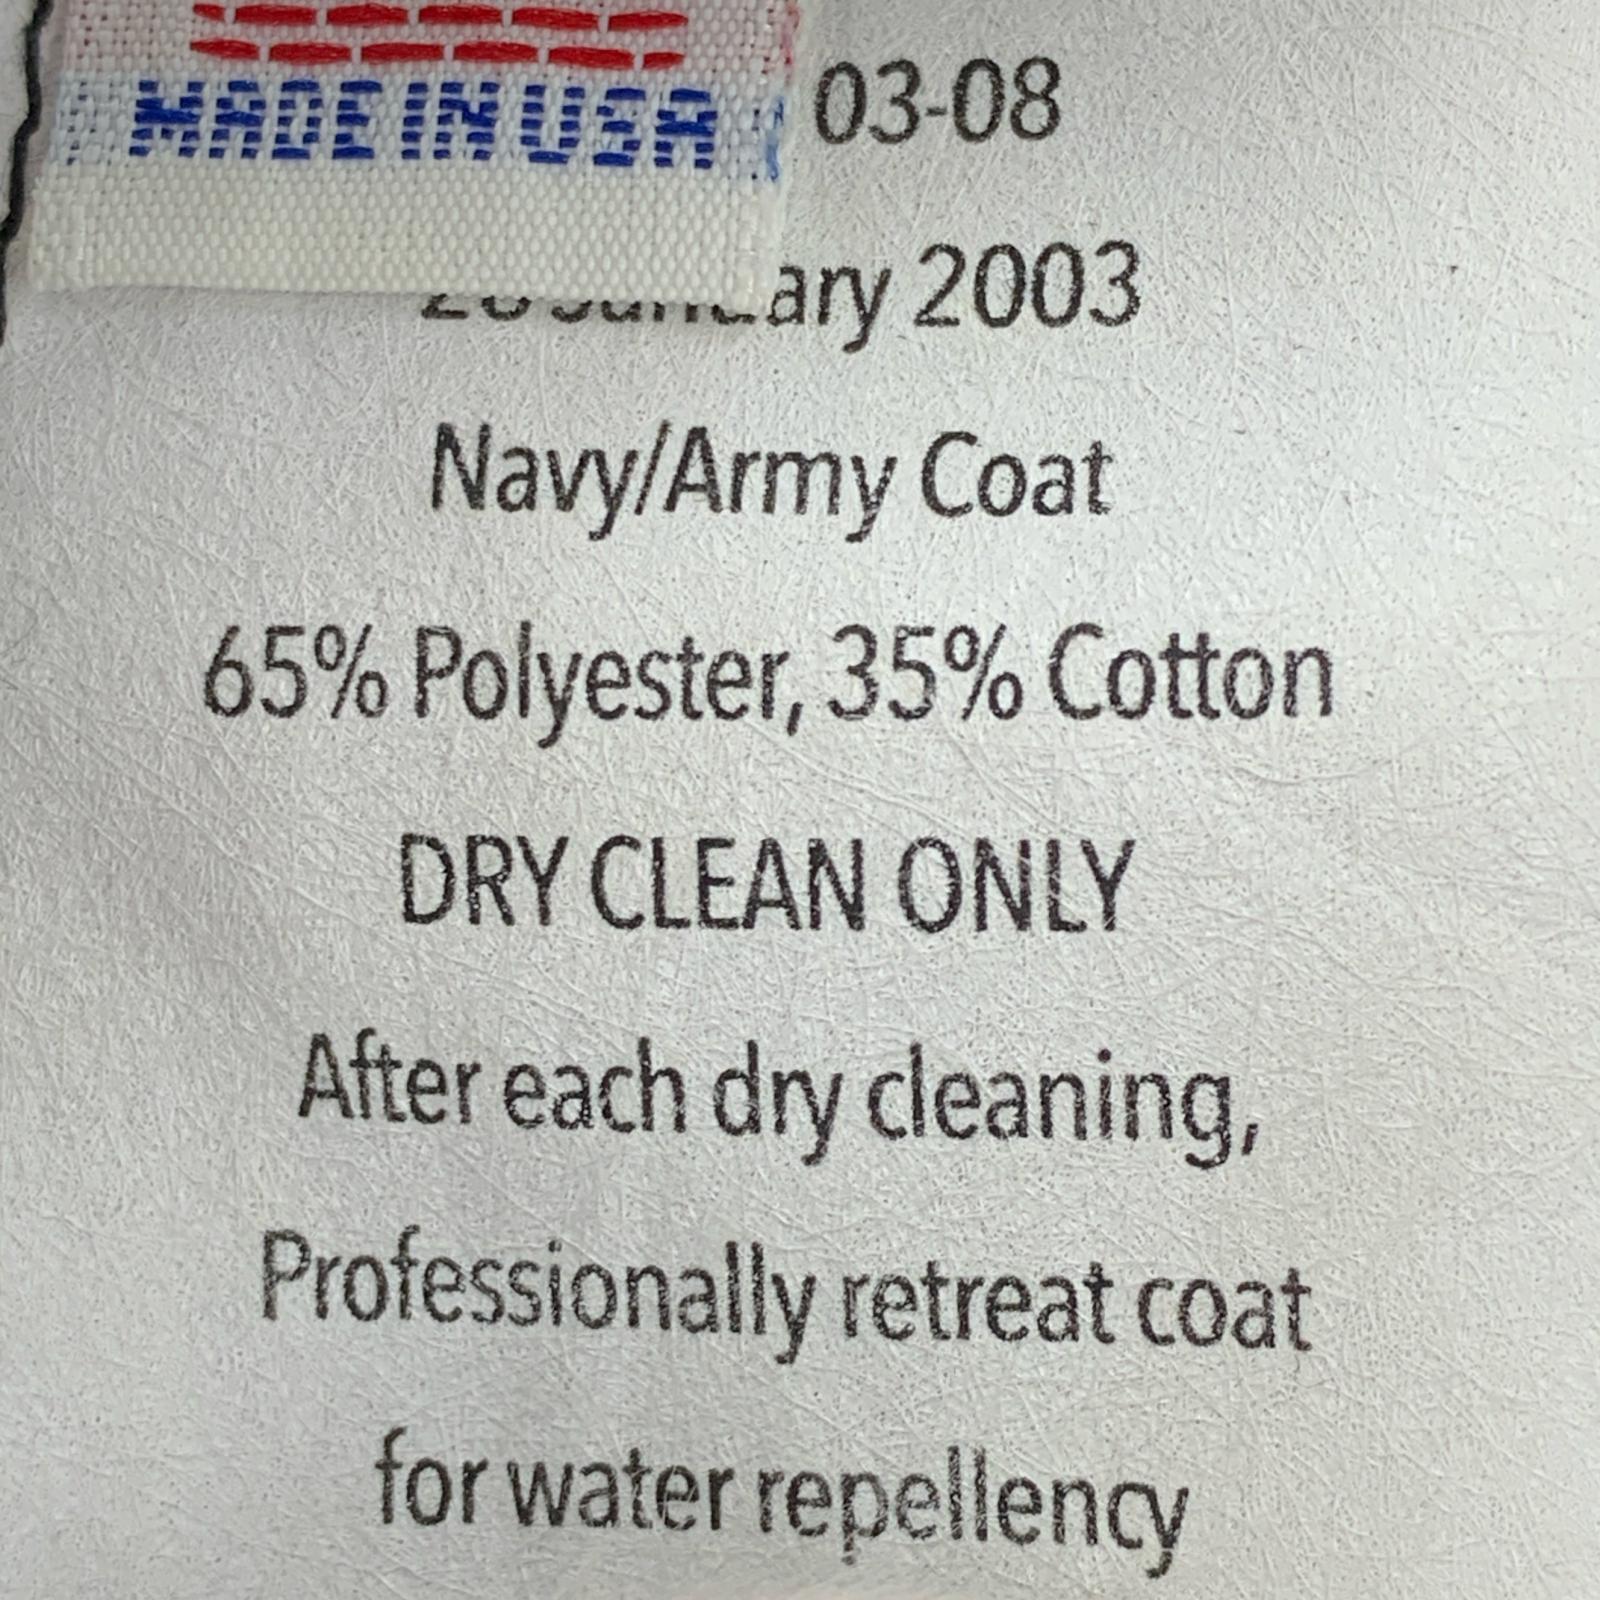 MADE IN USA
03-08
2003
Navy/Army Coat
65% Polyester, 35% Cotton
DRY CLEAN ONLY
After each dry cleaning,
Professionally retreat coat
for water repellency